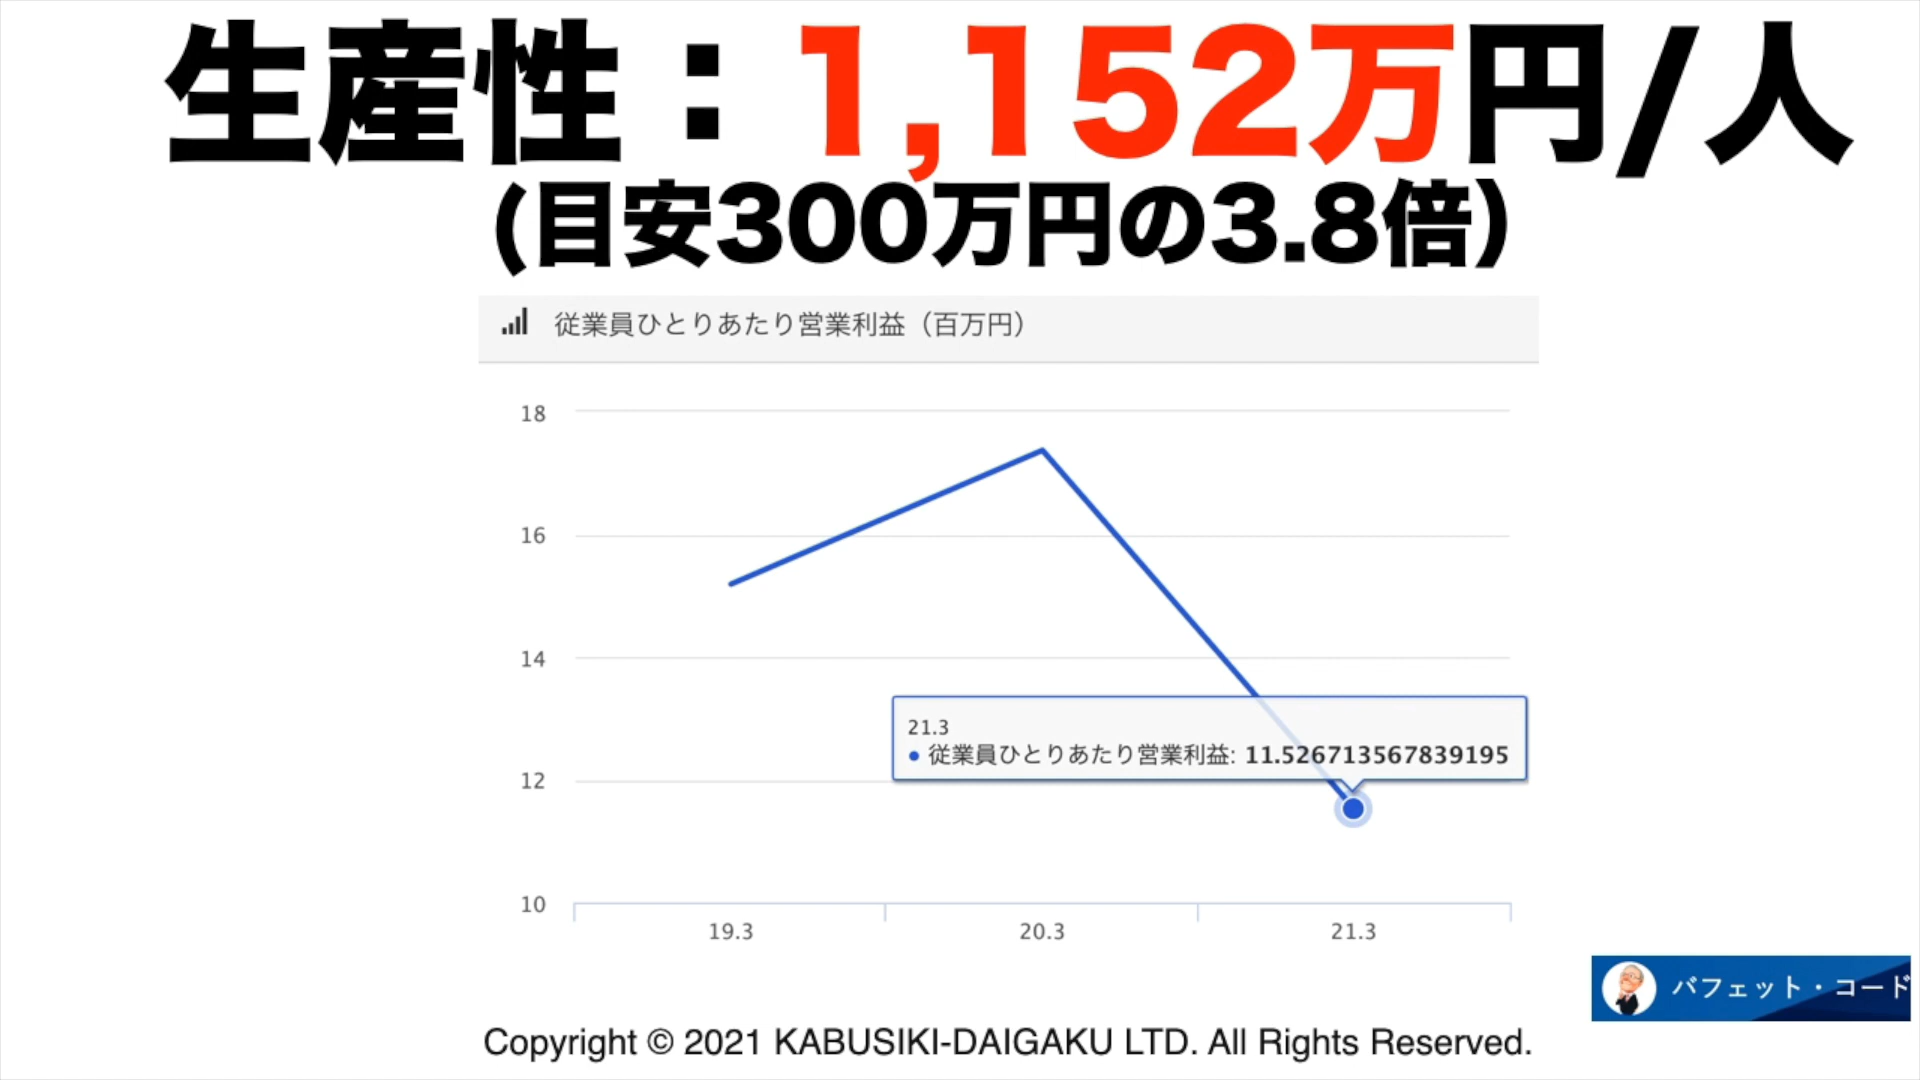 生産性：1,152万円/人
(目安300万円の3.8倍)
従業員ひとりあたり営業利益（百万円）
18
16
14
21.3
● 従業員ひとりあたり営業利益: 11.526713567839195
12
10
19.3 20.3 21.3
バフェット・コード
Copyright © 2021 KABUSIKI-DAIGAKU LTD. All Rights Reserved.